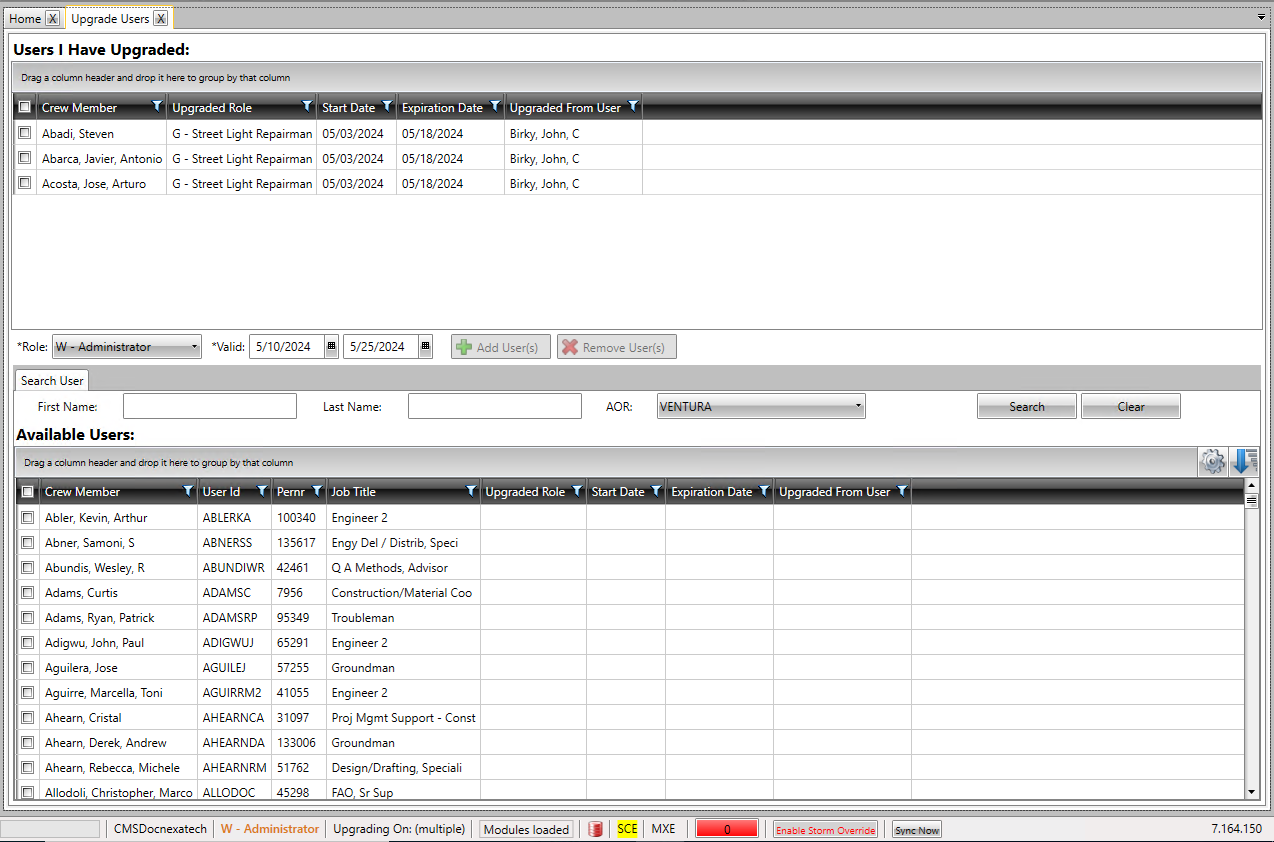 Home X Upgrade Users X
Users I Have Upgraded:
Drag a column header and drop it here to group by that column
Crew Member Upgraded Role Start Date Expiration Date Upgraded From User
Abadi, Steven G - Street Light Repairman 05/03/2024 05/18/2024 Birky, John, C
Abarca, Javier, Antonio G - Street Light Repairman 05/03/2024 05/18/2024 Birky, John, C
Acosta, Jose, Arturo G - Street Light Repairman 05/03/2024 05/18/2024 Birky, John, C
*Role: W - Administrator *Valid: 5/10/2024 5/25/2024 Add User(s) Remove User(s)
Search User
First Name: Last Name: AOR: VENTURA Search Clear
Available Users:
Drag a column header and drop it here to group by that column
Crew Member User Id Pernr Job Title Upgraded Role Start Date Expiration Date Upgraded From User
Abler, Kevin, Arthur ABLERKA 100340 Engineer 2
Abner, Samoni, S ABNERSS 135617 Engy Del / Distrib, Speci
Abundis, Wesley, R ABUNDIWR 42461 Q A Methods, Advisor
Adams, Curtis ADAMSC 7956 Construction/Material Coo
Adams, Ryan, Patrick ADAMSRP 95349 Troubleman
Adigwu, John, Paul ADIGWUJ 65291 Engineer 2
Aguilera, Jose AGUILEJ 57255 Groundman
Aguirre, Marcella, Toni AGUIRRM2 41055 Engineer 2
Ahearn, Cristal AHEARNCA 31097 Proj Mgmt Support - Const
Ahearn, Derek, Andrew AHEARNDA 133006 Groundman
Ahearn, Rebecca, Michele AHEARNRM 51762 Design/Drafting, Speciali
Allodoli, Christopher, Marco ALLODOC 45298 FAO, Sr Sup
CMSDocnexatech W - Administrator Upgrading On: (multiple) Modules loaded SCE MXE 0 Enable Storm Override Sync Now 7.164.150